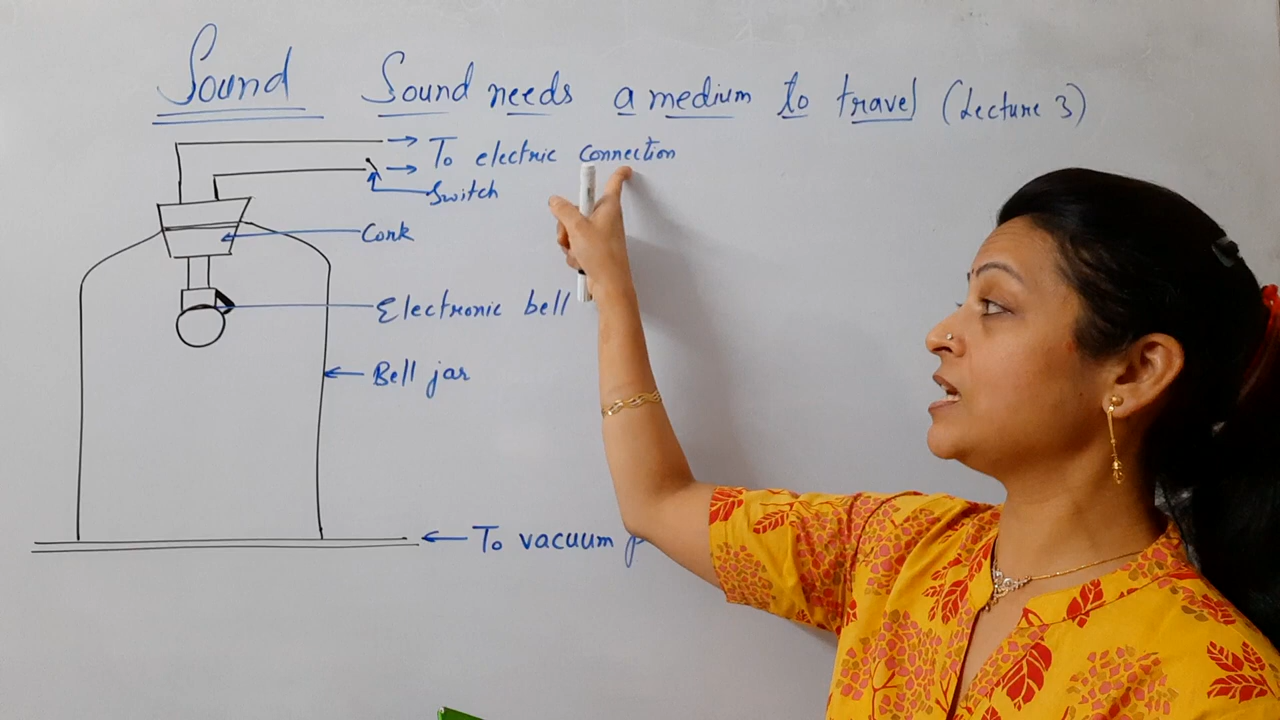 Sound Sound needs a medium to travel (Lecture 3)
To electric connection
Switch
Cork
Electronic bell
Bell jar
To vacuum